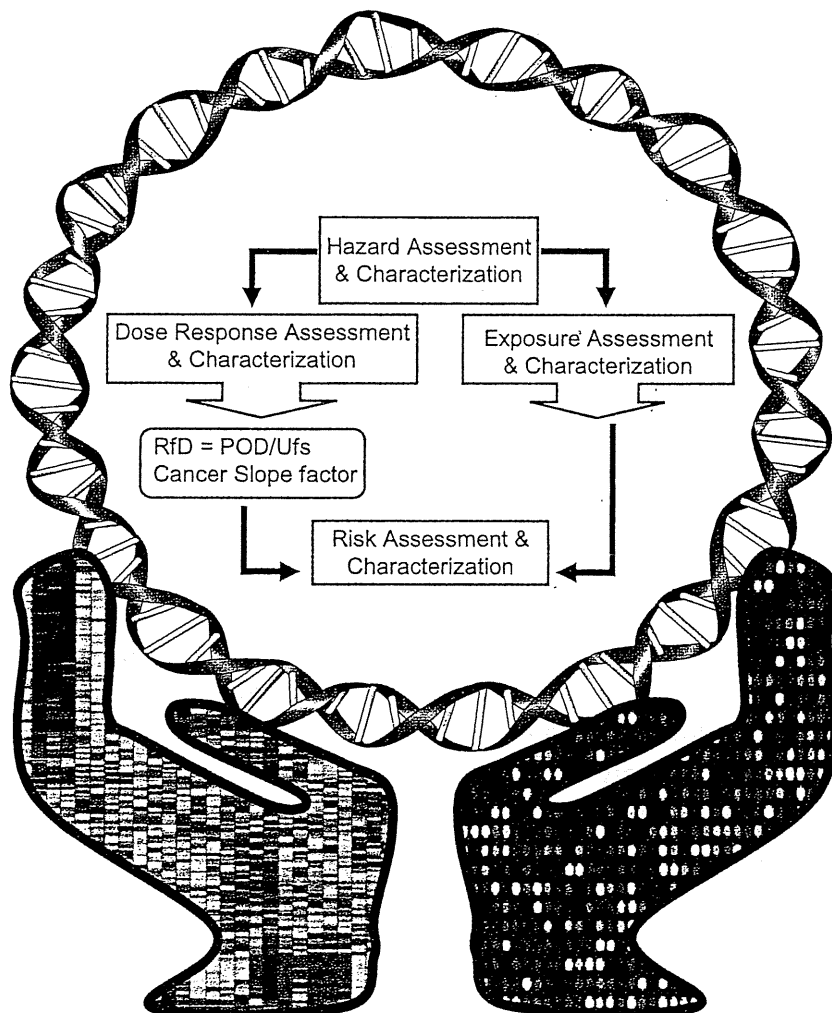 Hazard Assessment
& Characterization
Dose Response Assessment
& Characterization
Exposure Assessment
& Characterization
RfD = POD/Ufs
Cancer Slope factor
Risk Assessment &
Characterization